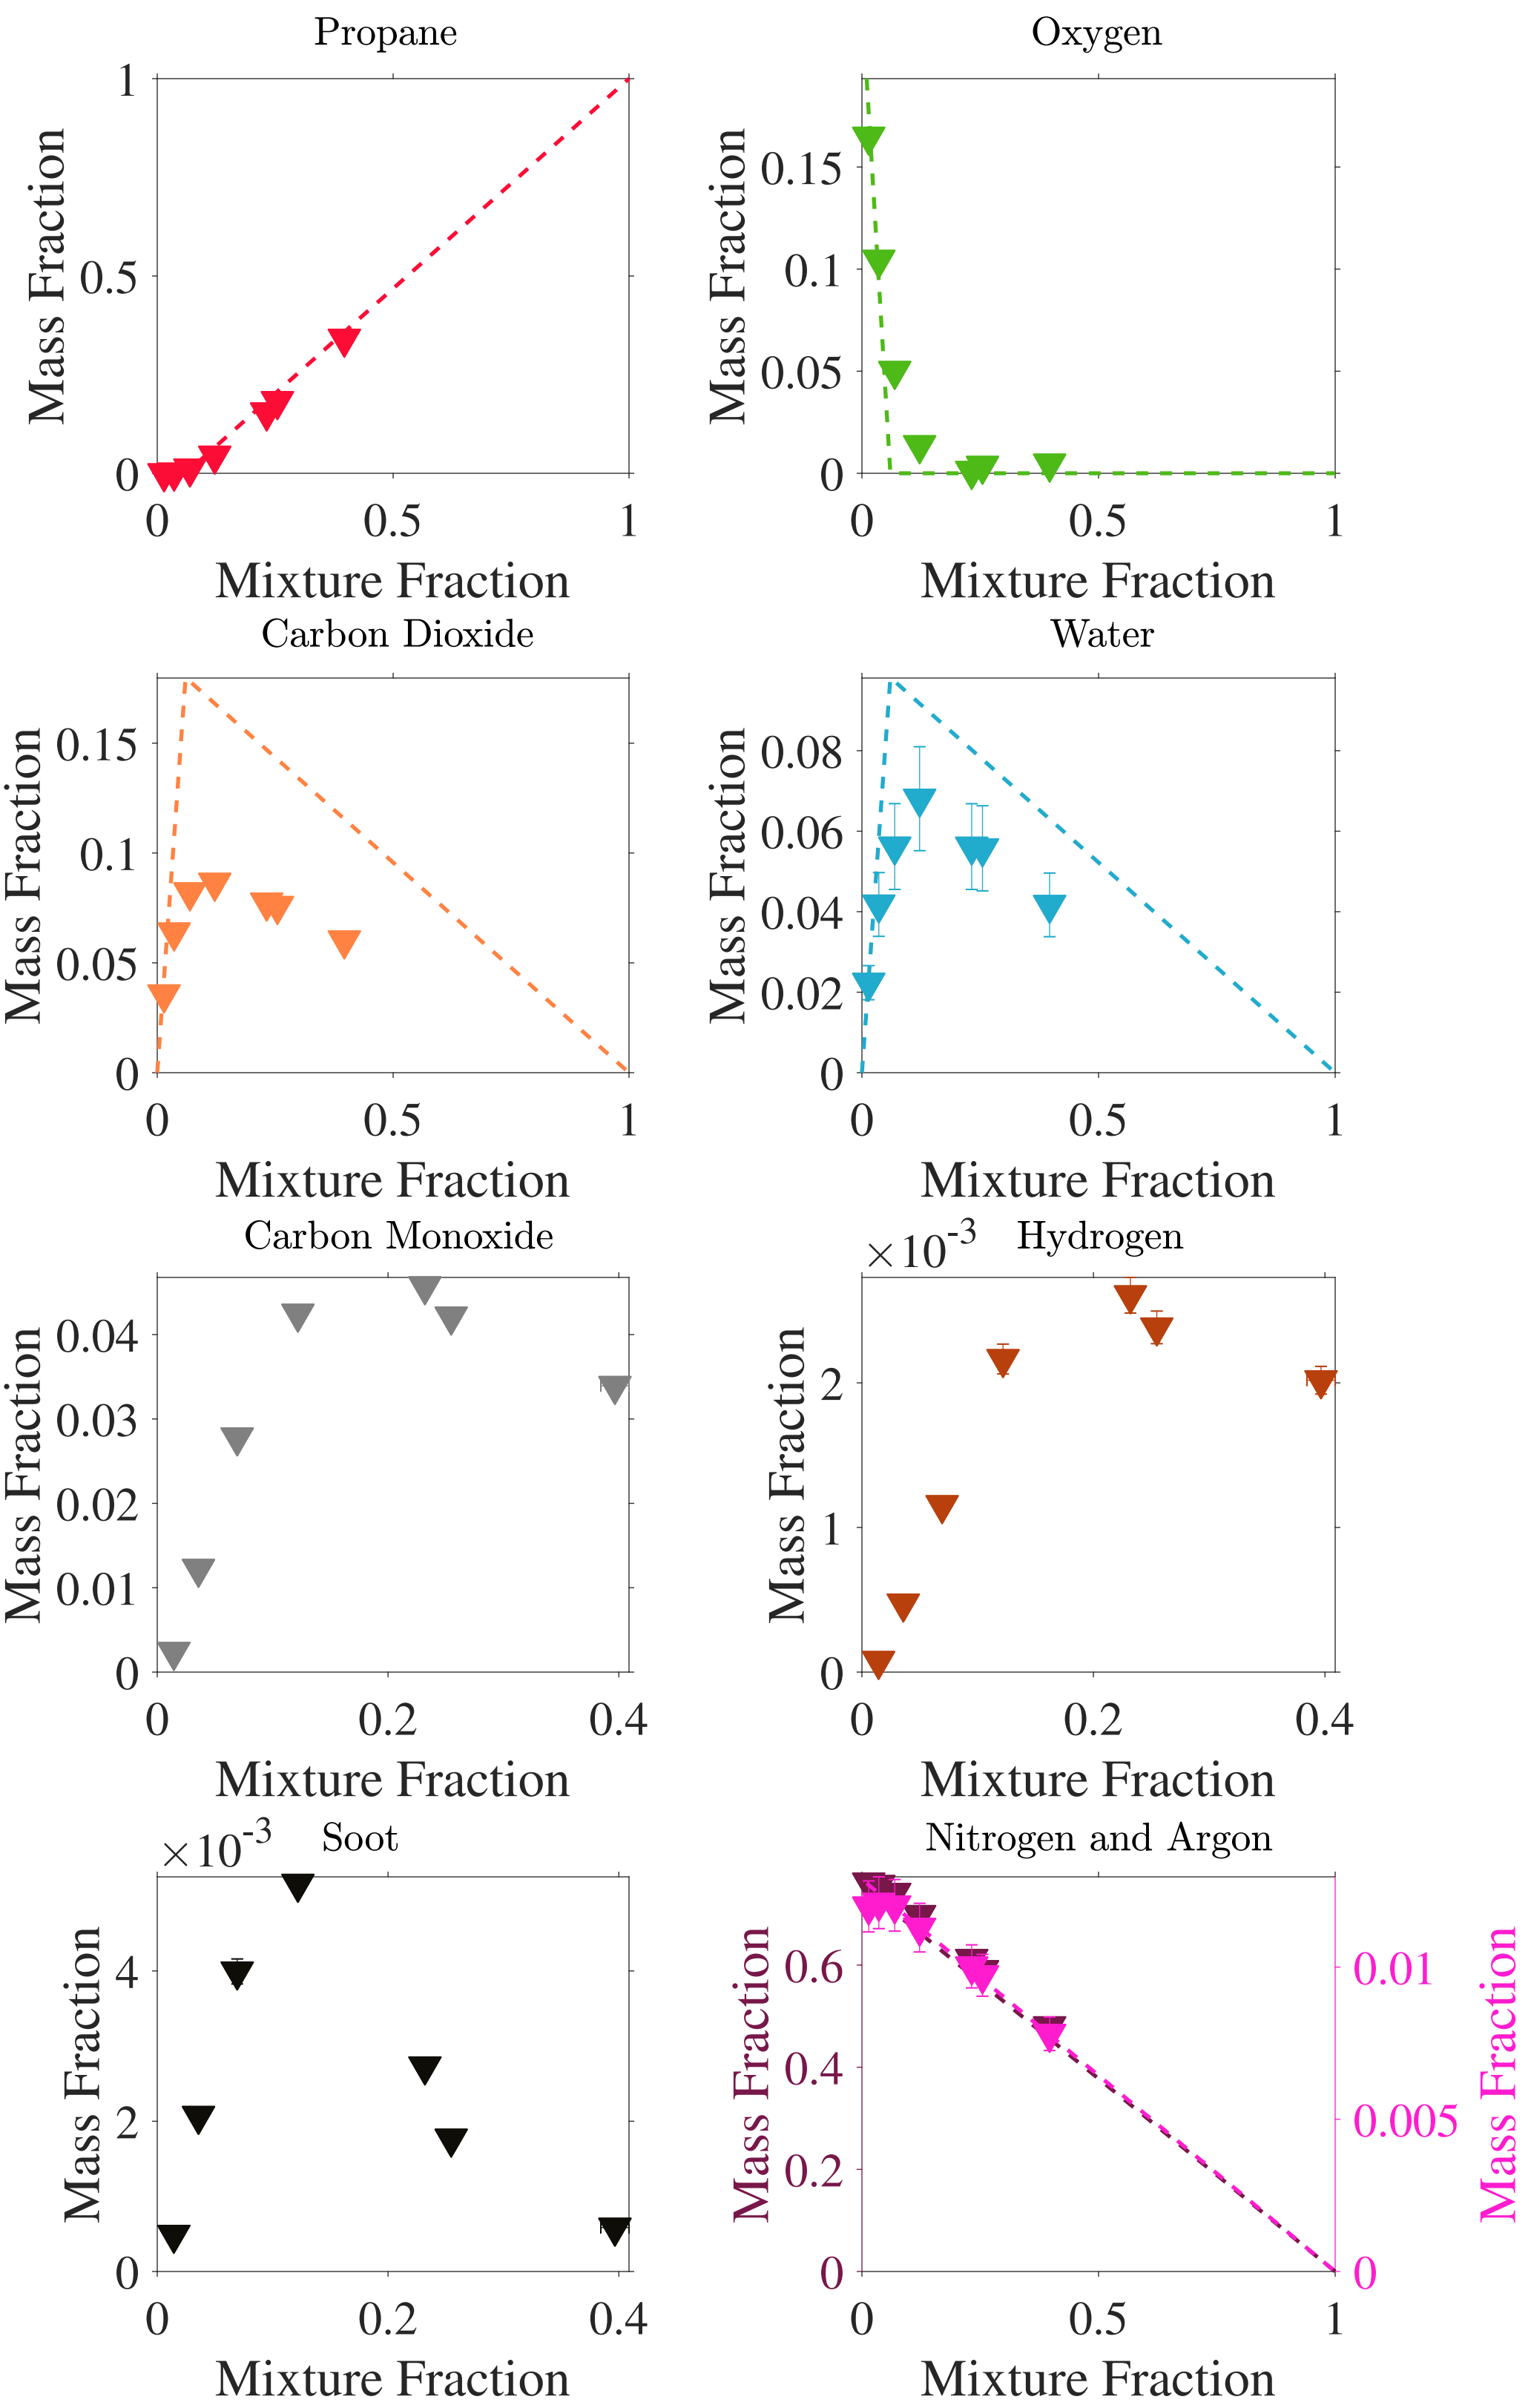 Propane
Mass Fraction
1
0.5
0
0 0.5 1
Mixture Fraction
Oxygen
Mass Fraction
0.15
0.1
0.05
0
0 0.5 1
Mixture Fraction
Carbon Dioxide
Mass Fraction
0.15
0.1
0.05
0
0 0.5 1
Mixture Fraction
Water
Mass Fraction
0.08
0.06
0.04
0.02
0
0 0.5 1
Mixture Fraction
Carbon Monoxide
Mass Fraction
0.04
0.03
0.02
0.01
0
0 0.2 0.4
Mixture Fraction
×10-3 Hydrogen
Mass Fraction
2
1
0
0 0.2 0.4
Mixture Fraction
×10-3 Soot
Mass Fraction
4
2
0
0 0.2 0.4
Mixture Fraction
Nitrogen and Argon
Mass Fraction
0.6
0.4
0.2
0
0 0.5 1
Mixture Fraction
0.01
0.005
0
Mass Fraction